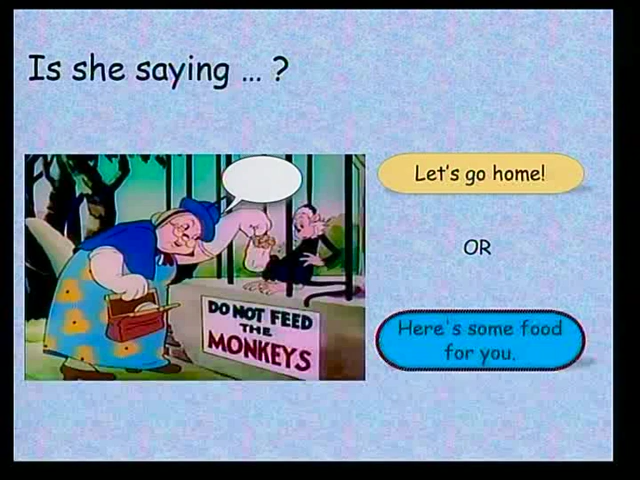 Is she saying ... ?
Let's go home!
OR
Here's some food
for you.
DO NOT FEED
THE
MONKEYS